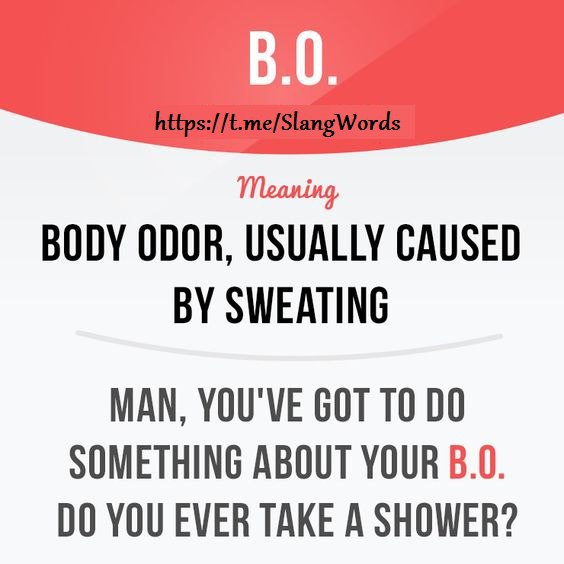 B.O.
https://t.me/SlangWords
Meaning
BODY ODOR, USUALLY CAUSED
BY SWEATING
MAN, YOU'VE GOT TO DO
SOMETHING ABOUT YOUR B.O.
DO YOU EVER TAKE A SHOWER?